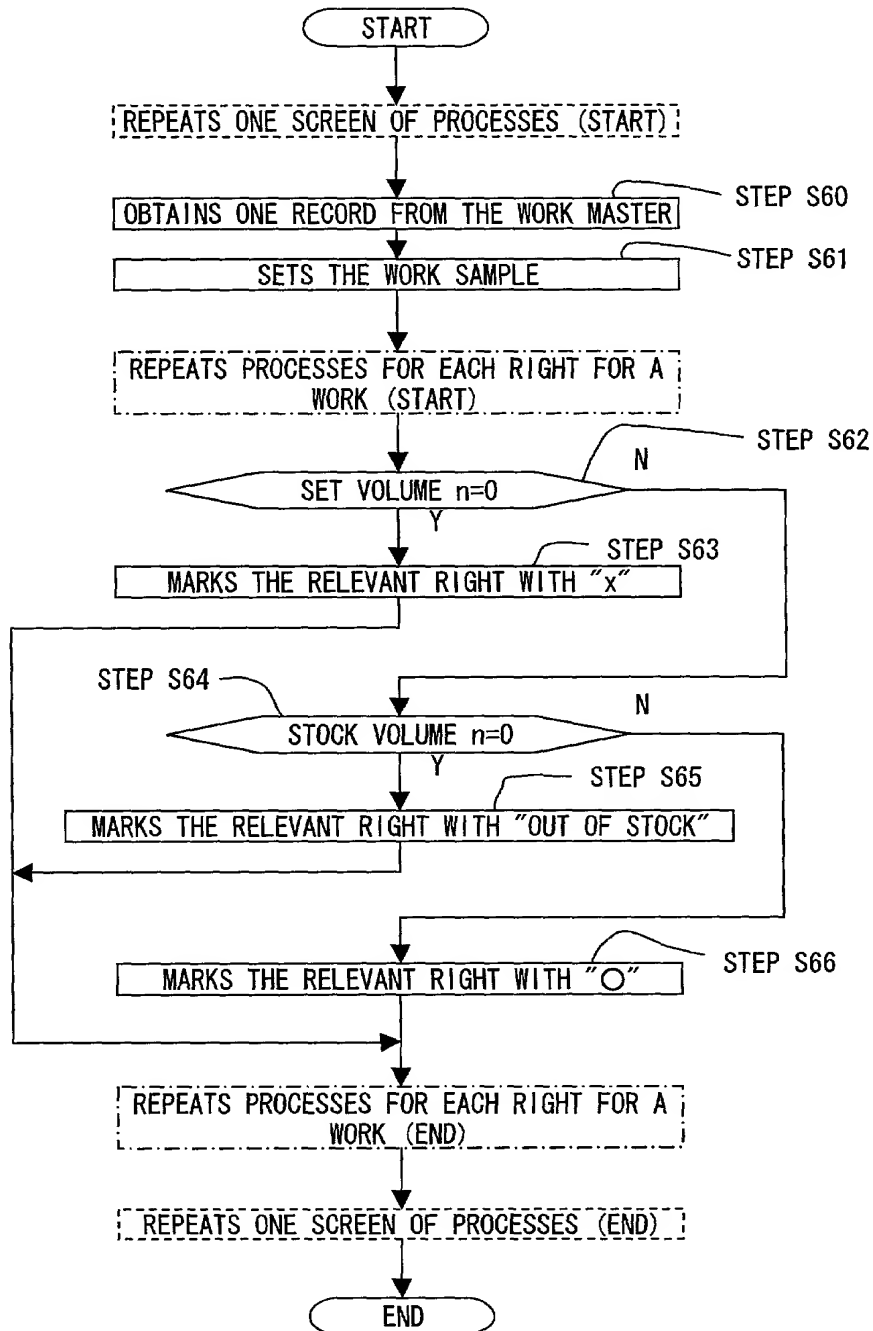 START
REPEATS ONE SCREEN OF PROCESSES (START)
STEP S60
OBTAINS ONE RECORD FROM THE WORK MASTER
STEP S61
SETS THE WORK SAMPLE
REPEATS PROCESSES FOR EACH RIGHT FOR A
WORK (START)
STEP S62
N
SET VOLUME n=0
Y
STEP S63
MARKS THE RELEVANT RIGHT WITH "x"
STEP S64
N
STOCK VOLUME n=0
Y
STEP S65
MARKS THE RELEVANT RIGHT WITH "OUT OF STOCK"
STEP S66
MARKS THE RELEVANT RIGHT WITH "○"
REPEATS PROCESSES FOR EACH RIGHT FOR A
WORK (END)
REPEATS ONE SCREEN OF PROCESSES (END)
END